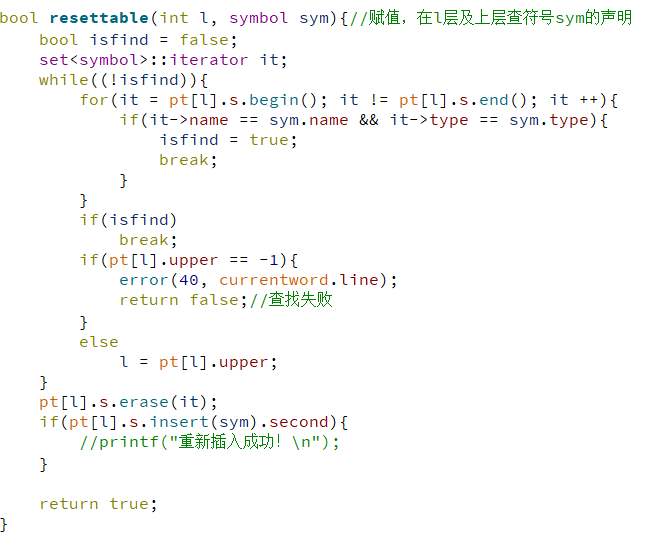 bool resettable(int l, symbol sym){//赋值，在l层及上层查符号sym的声明
    bool isfind = false;
    set<symbol>::iterator it;
    while((!isfind)){
        for(it = pt[l].s.begin(); it != pt[l].s.end(); it ++){
            if(it->name == sym.name && it->type == sym.type){
                isfind = true;
                break;
            }
        }
        if(isfind)
            break;
        if(pt[l].upper == -1){
            error(40, currentword.line);
            return false;//查找失败
        }
        else
            l = pt[l].upper;
    }
    pt[l].s.erase(it);
    if(pt[l].s.insert(sym).second){
        //printf("重新插入成功！\n");
    }

    return true;
}